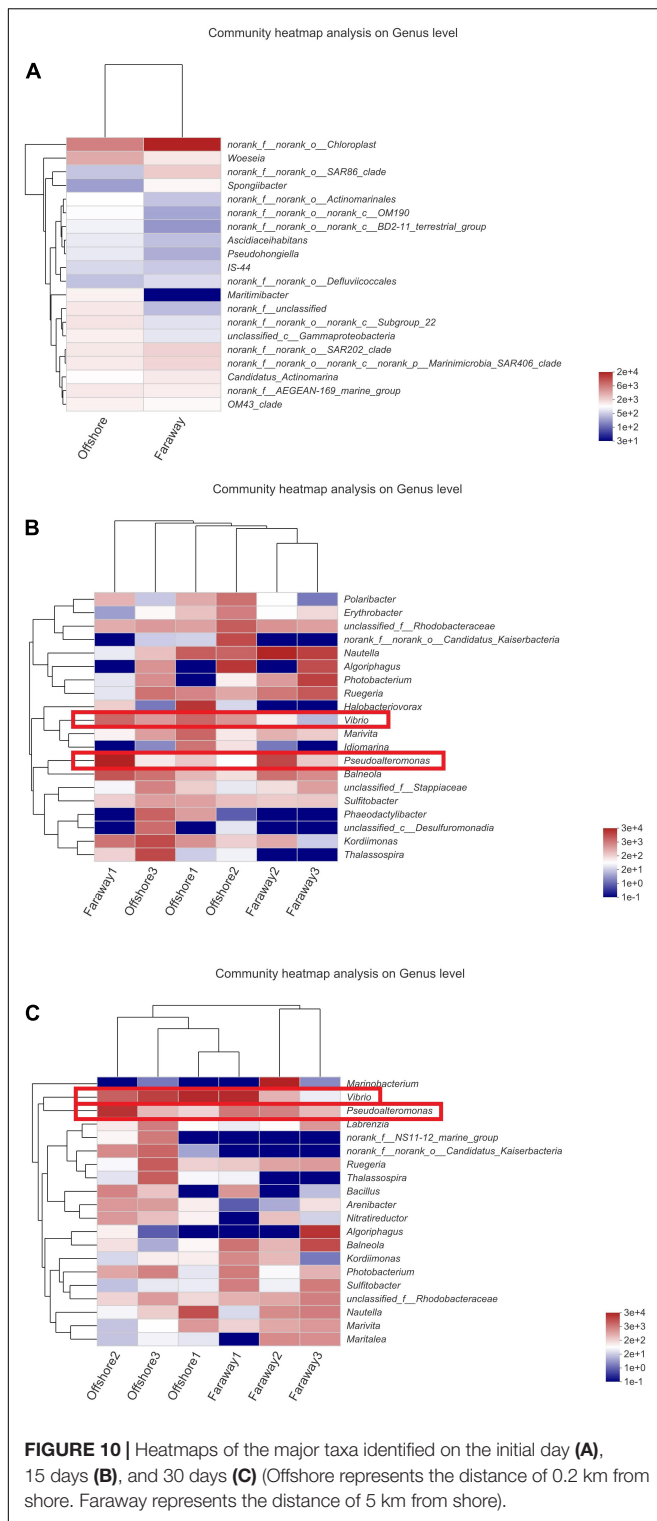 Community heatmap analysis on Genus level
A
norank_f__norank_o__Chloroplast
Woeseia
norank_f__norank_o__SAR86_clade
Spongiibacter
norank_f__norank_o__Actinomarinales
norank_f__norank_o__norank_c__OM190
norank_f__norank_o__norank_c__BD2-11_terrestrial_group
Ascidiaceihabitans
Pseudohongiella
IS-44
norank_f__norank_o__Defluviicoccales
Maritimibacter
norank_f__unclassified
norank_f__norank_o__norank_c__Subgroup_22
unclassified_c__Gammaproteobacteria
norank_f__norank_o__SAR202_clade
norank_f__norank_o__norank_c__norank_p__Marinimicrobia_SAR406_clade
Candidatus_Actinomarina
norank_f__AEGEAN-169_marine_group
OM43_clade
2e+4
6e+3
2e+3
5e+2
1e+2
3e+1
Offshore
Faraway
Community heatmap analysis on Genus level
B
Polaribacter
Erythrobacter
unclassified_f__Rhodobacteraceae
norank_f__norank_o__Candidatus_Kaiserbacteria
Nautella
Algoriphagus
Photobacterium
Ruegeria
Halobacteriovorax
Vibrio
Marivita
Idiomarina
Pseudoalteromonas
Balneola
unclassified_f__Stappiaceae
Sulfitobacter
Phaeodactylibacter
unclassified_c__Desulfuromonadia
Kordiimonas
Thalassospira
3e+4
3e+3
2e+2
2e+1
1e+0
1e-1
Faraway1
Offshore3
Offshore1
Offshore2
Faraway2
Faraway3
Community heatmap analysis on Genus level
C
Marinobacterium
Vibrio
Pseudoalteromonas
Labrenzia
norank_f__NS11-12_marine_group
norank_f__norank_o__Candidatus_Kaiserbacteria
Ruegeria
Thalassospira
Bacillus
Arenibacter
Nitratireductor
Algoriphagus
Balneola
Kordiimonas
Photobacterium
Sulfitobacter
unclassified_f__Rhodobacteraceae
Nautella
Marivita
Maritalea
3e+4
3e+3
2e+2
2e+1
1e+0
1e-1
Offshore2
Offshore3
Offshore1
Faraway1
Faraway2
Faraway3
FIGURE 10 | Heatmaps of the major taxa identified on the initial day (A),
15 days (B), and 30 days (C) (Offshore represents the distance of 0.2 km from
shore. Faraway represents the distance of 5 km from shore).